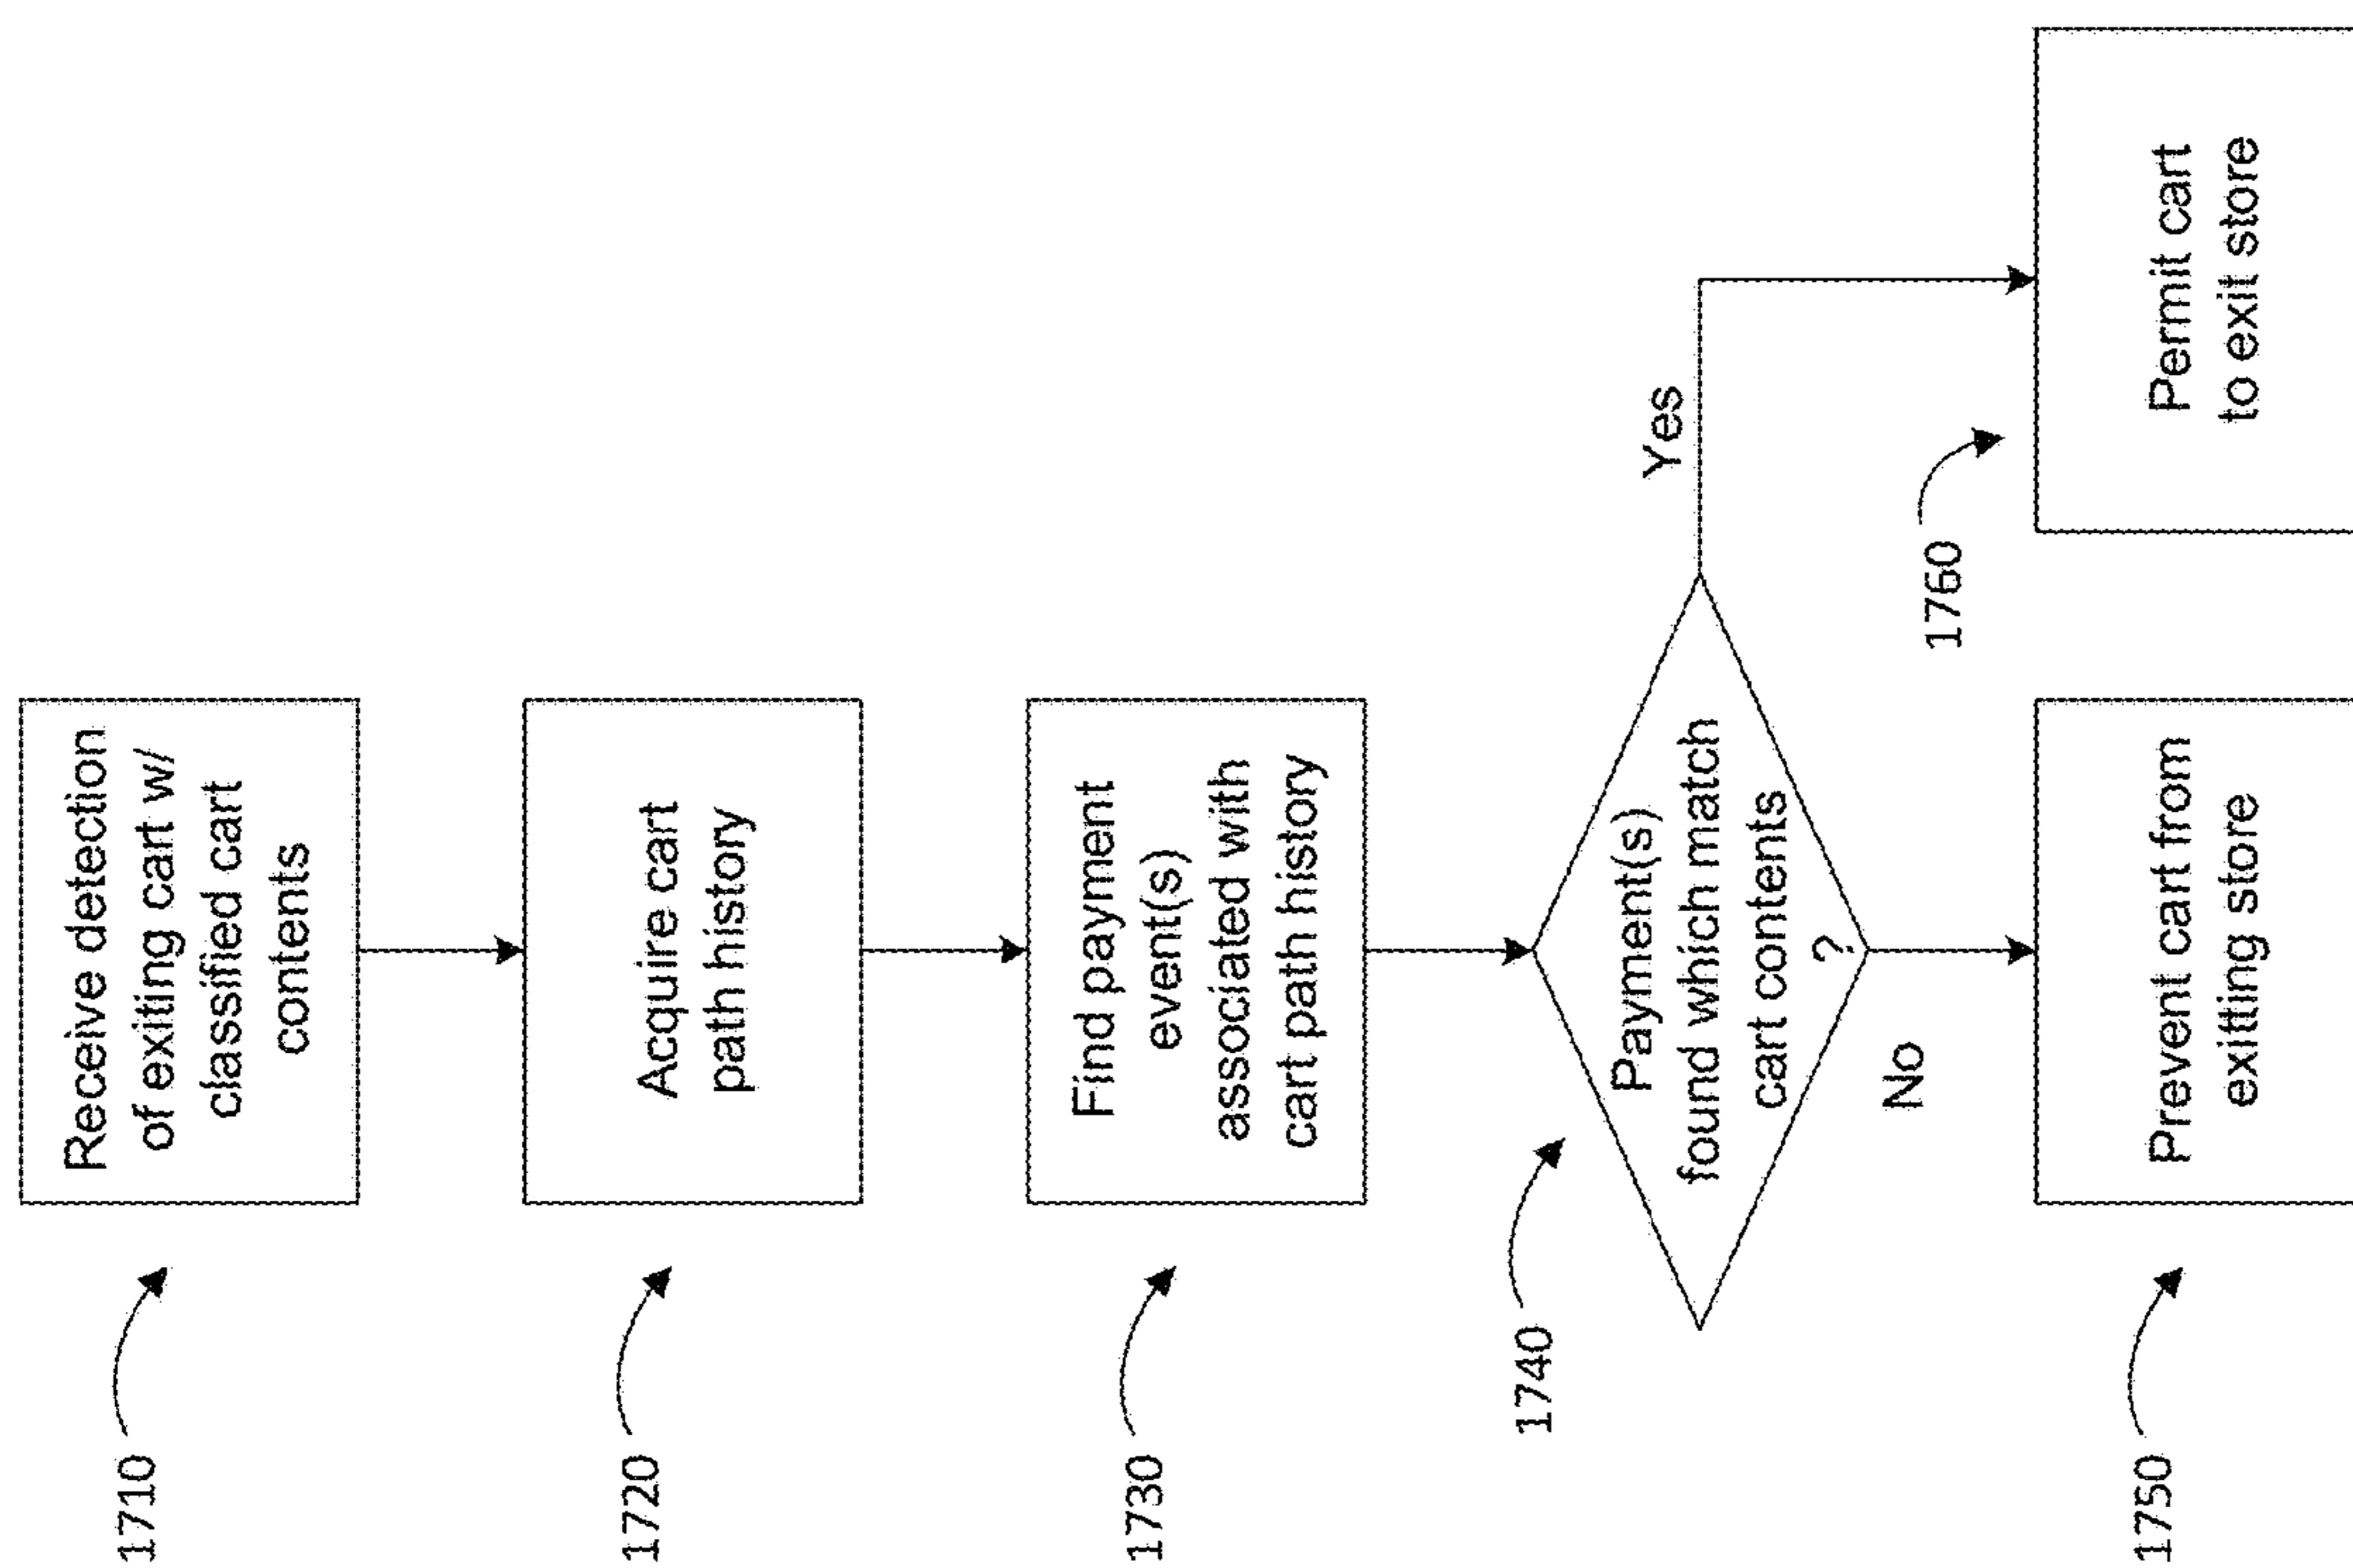 1710
Receive detection
of exiting cart w/
classified cart
contents
1720
Acquire cart
path history
1730
Find payment
event(s)
associated with
cart path history
1740
Payment(s)
found which match
cart contents
?
Yes
No
1750
Prevent cart from
exitting store
1760
Permit cart
to exit store